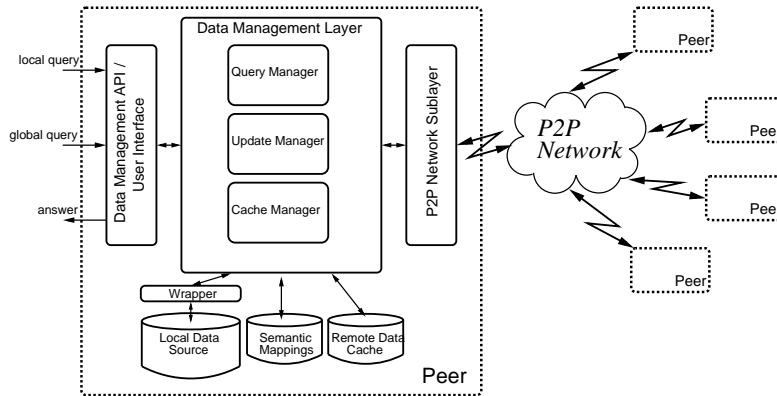 Data Management Layer
local query
global query
answer
Data Management API /
User Interface
Query Manager
Update Manager
Cache Manager
P2P Network Sublayer
Wrapper
Local Data
Source
Semantic
Mappings
Remote Data
Cache
Peer
P2P
Network
Peer
Peer
Peer
Peer